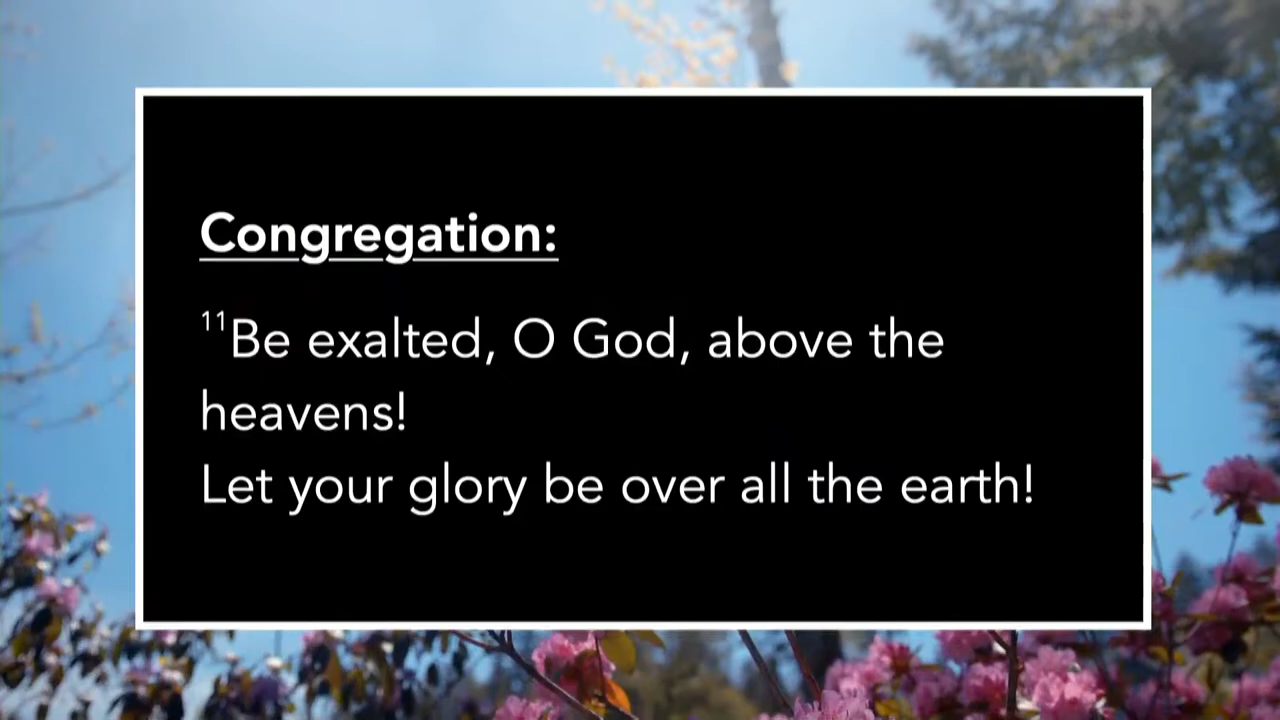 Congregation:
11Be exalted, O God, above the
heavens!
Let your glory be over all the earth!